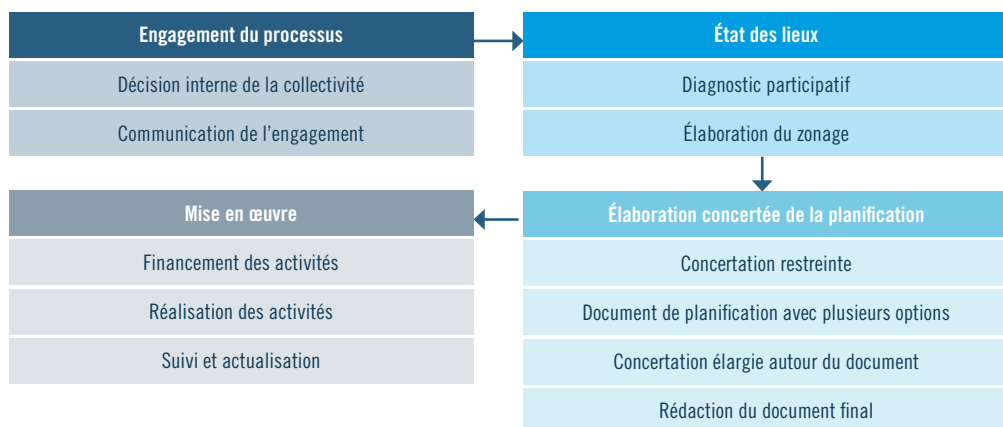 Engagement du processus
Décision interne de la collectivité
Communication de l'engagement
État des lieux
Diagnostic participatif
Élaboration du zonage
Élaboration concertée de la planification
Concertation restreinte
Document de planification avec plusieurs options
Concertation élargie autour du document
Rédaction du document final
Mise en œuvre
Financement des activités
Réalisation des activités
Suivi et actualisation